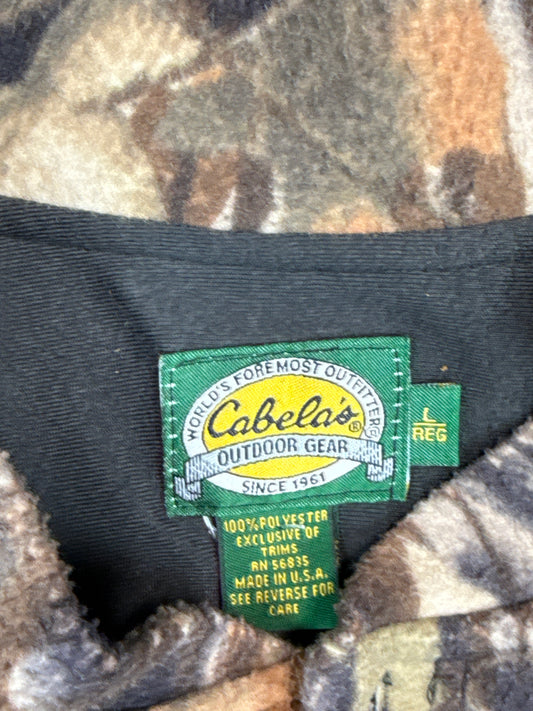 WORLD'S FOREMOST OUTFITTER®
Cabela's®
OUTDOOR GEAR
SINCE 1961
L
REG
100% POLYESTER
EXCLUSIVE OF
TRIMS
RN 56835
MADE IN U.S.A.
SEE REVERSE FOR
CARE